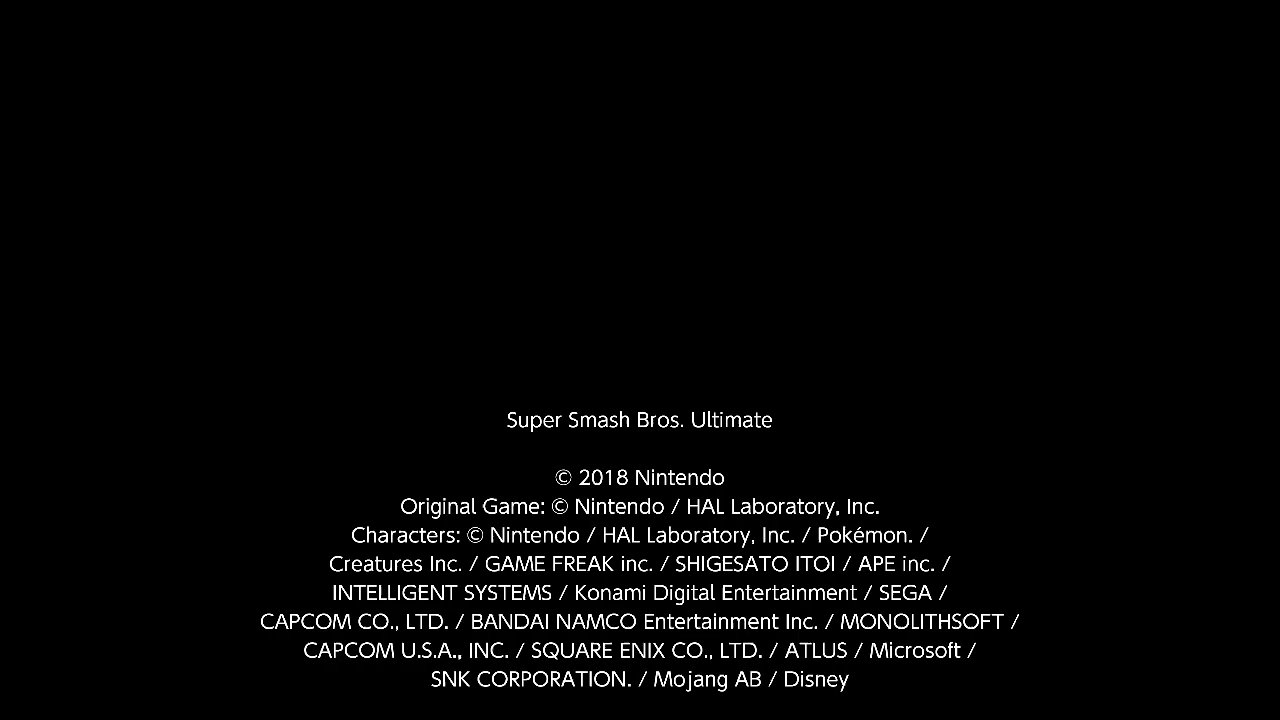 Super Smash Bros. Ultimate
© 2018 Nintendo
Original Game: © Nintendo / HAL Laboratory, Inc.
Characters: © Nintendo / HAL Laboratory, Inc. / Pokémon. /
Creatures Inc. / GAME FREAK inc. / SHIGESATO ITOI / APE inc. /
INTELLIGENT SYSTEMS / Konami Digital Entertainment / SEGA /
CAPCOM CO., LTD. / BANDAI NAMCO Entertainment Inc. / MONOLITHSOFT /
CAPCOM U.S.A., INC. / SQUARE ENIX CO., LTD. / ATLUS / Microsoft /
SNK CORPORATION. / Mojang AB / Disney